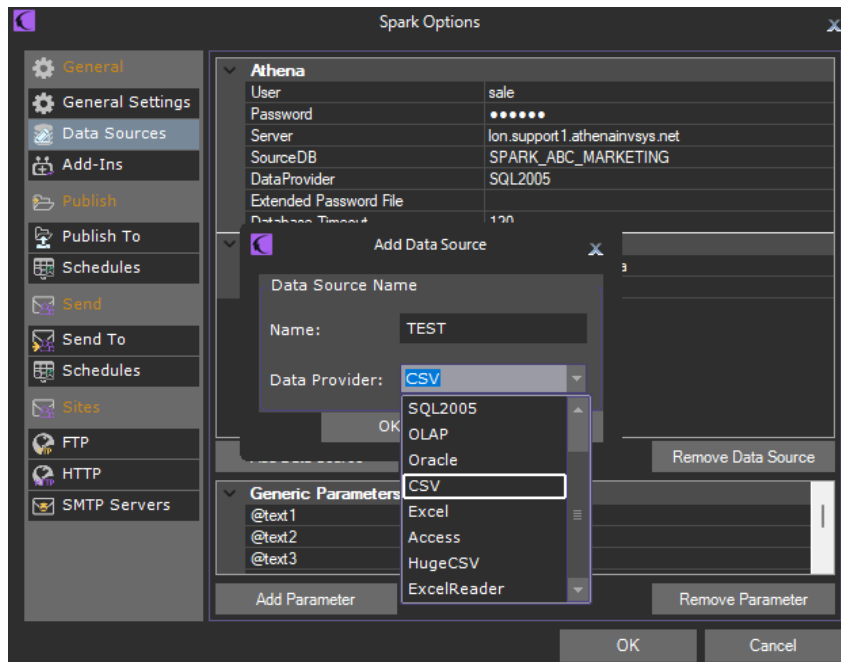 Spark Options
General
General Settings
Data Sources
Add-Ins
Publish
Publish To
Schedules
Send
Send To
Schedules
Sites
FTP
HTTP
SMTP Servers
Athena
User sale
Password ●●●●●●
Server lon.support1.athenainvsys.net
SourceDB SPARK_ABC_MARKETING
DataProvider SQL2005
Extended Password File
Database Timeout 120
Add Data Source
Data Source Name
Name: TEST
Data Provider: CSV
SQL2005
OLAP
Oracle
CSV
Excel
Access
HugeCSV
ExcelReader
OK
Remove Data Source
Generic Parameters
@text1
@text2
@text3
Add Parameter
Remove Parameter
OK Cancel